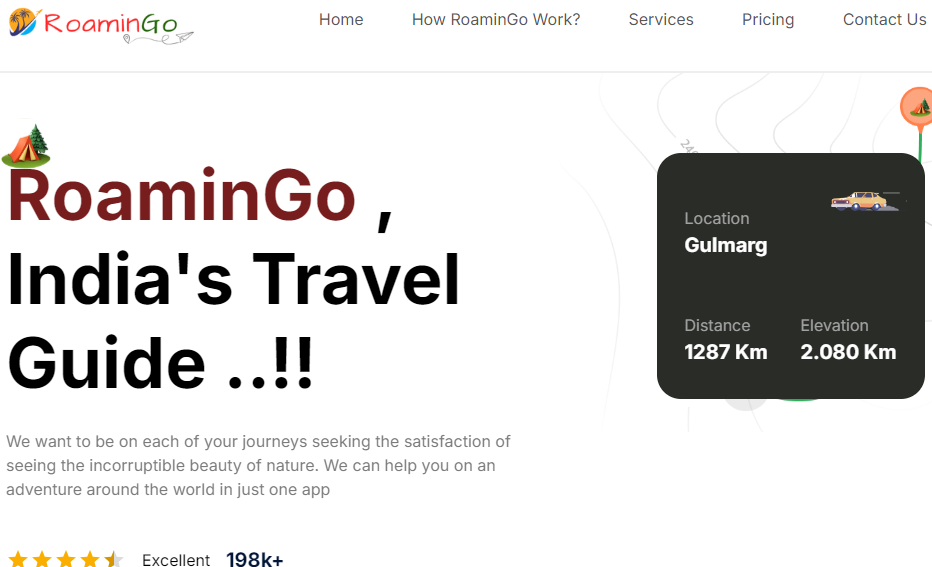 RoaminGo
Home How RoaminGo Work? Services Pricing Contact Us
RoaminGo ,
India's Travel
Guide ..!!
We want to be on each of your journeys seeking the satisfaction of
seeing the incorruptible beauty of nature. We can help you on an
adventure around the world in just one app
Excellent 198k+
Location
Gulmarg
Distance Elevation
1287 Km 2.080 Km